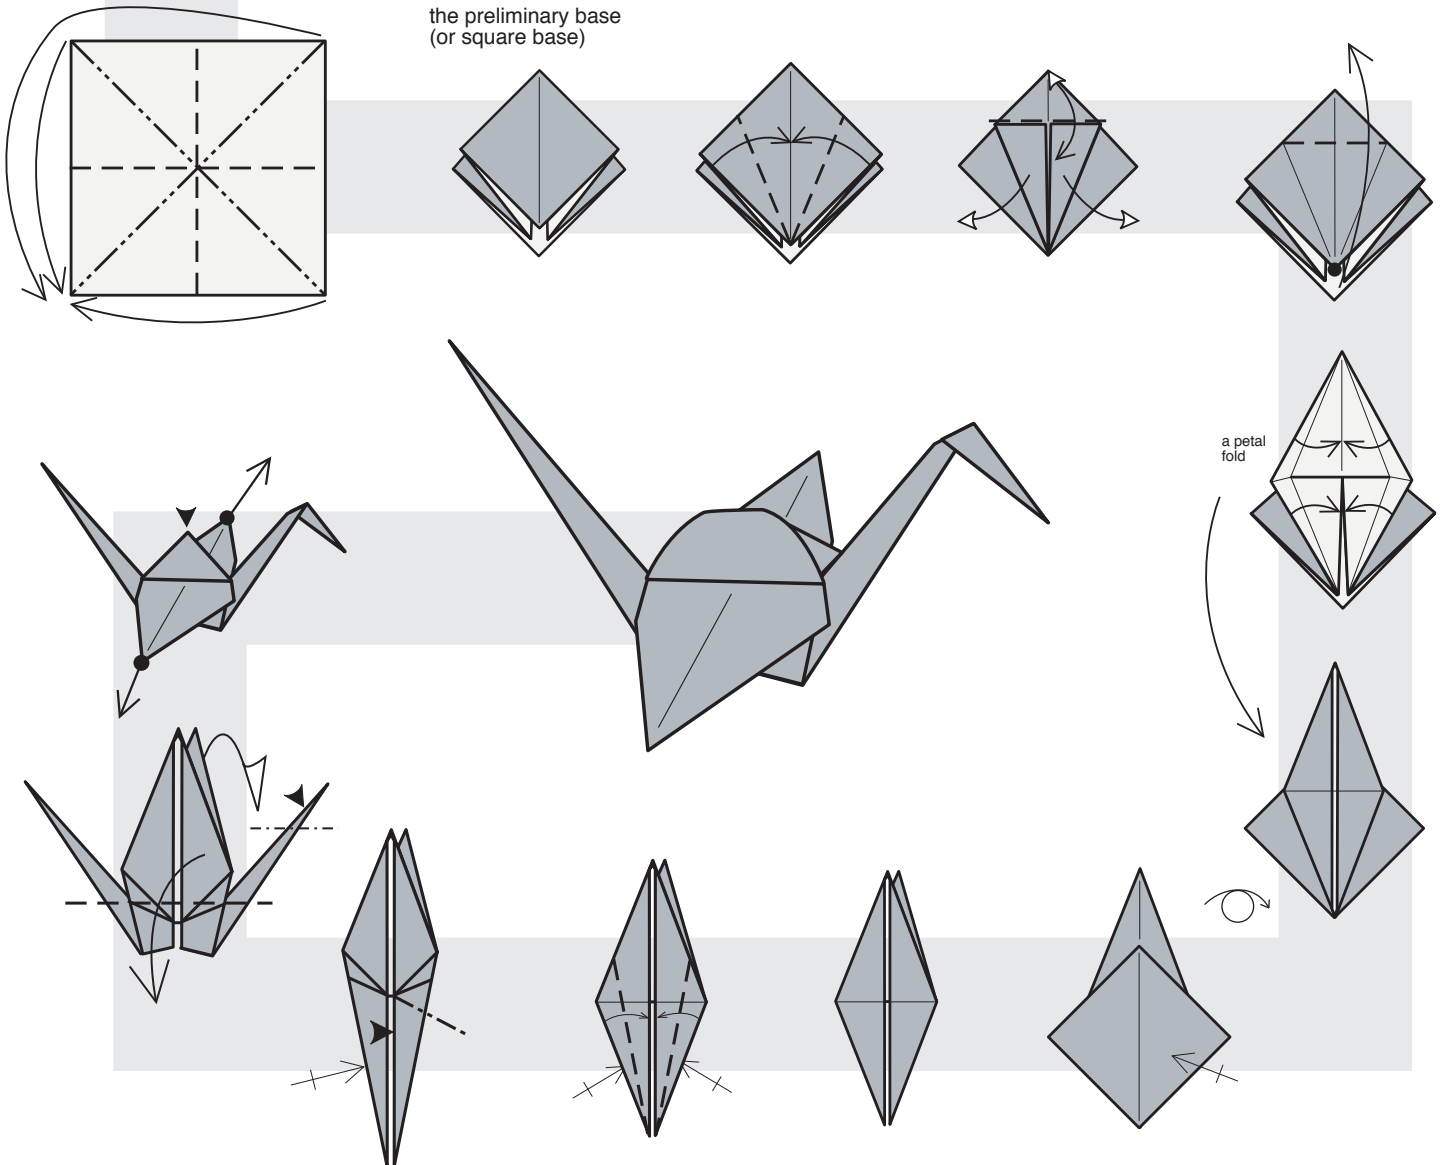 the preliminary base
(or square base)
a petal
fold